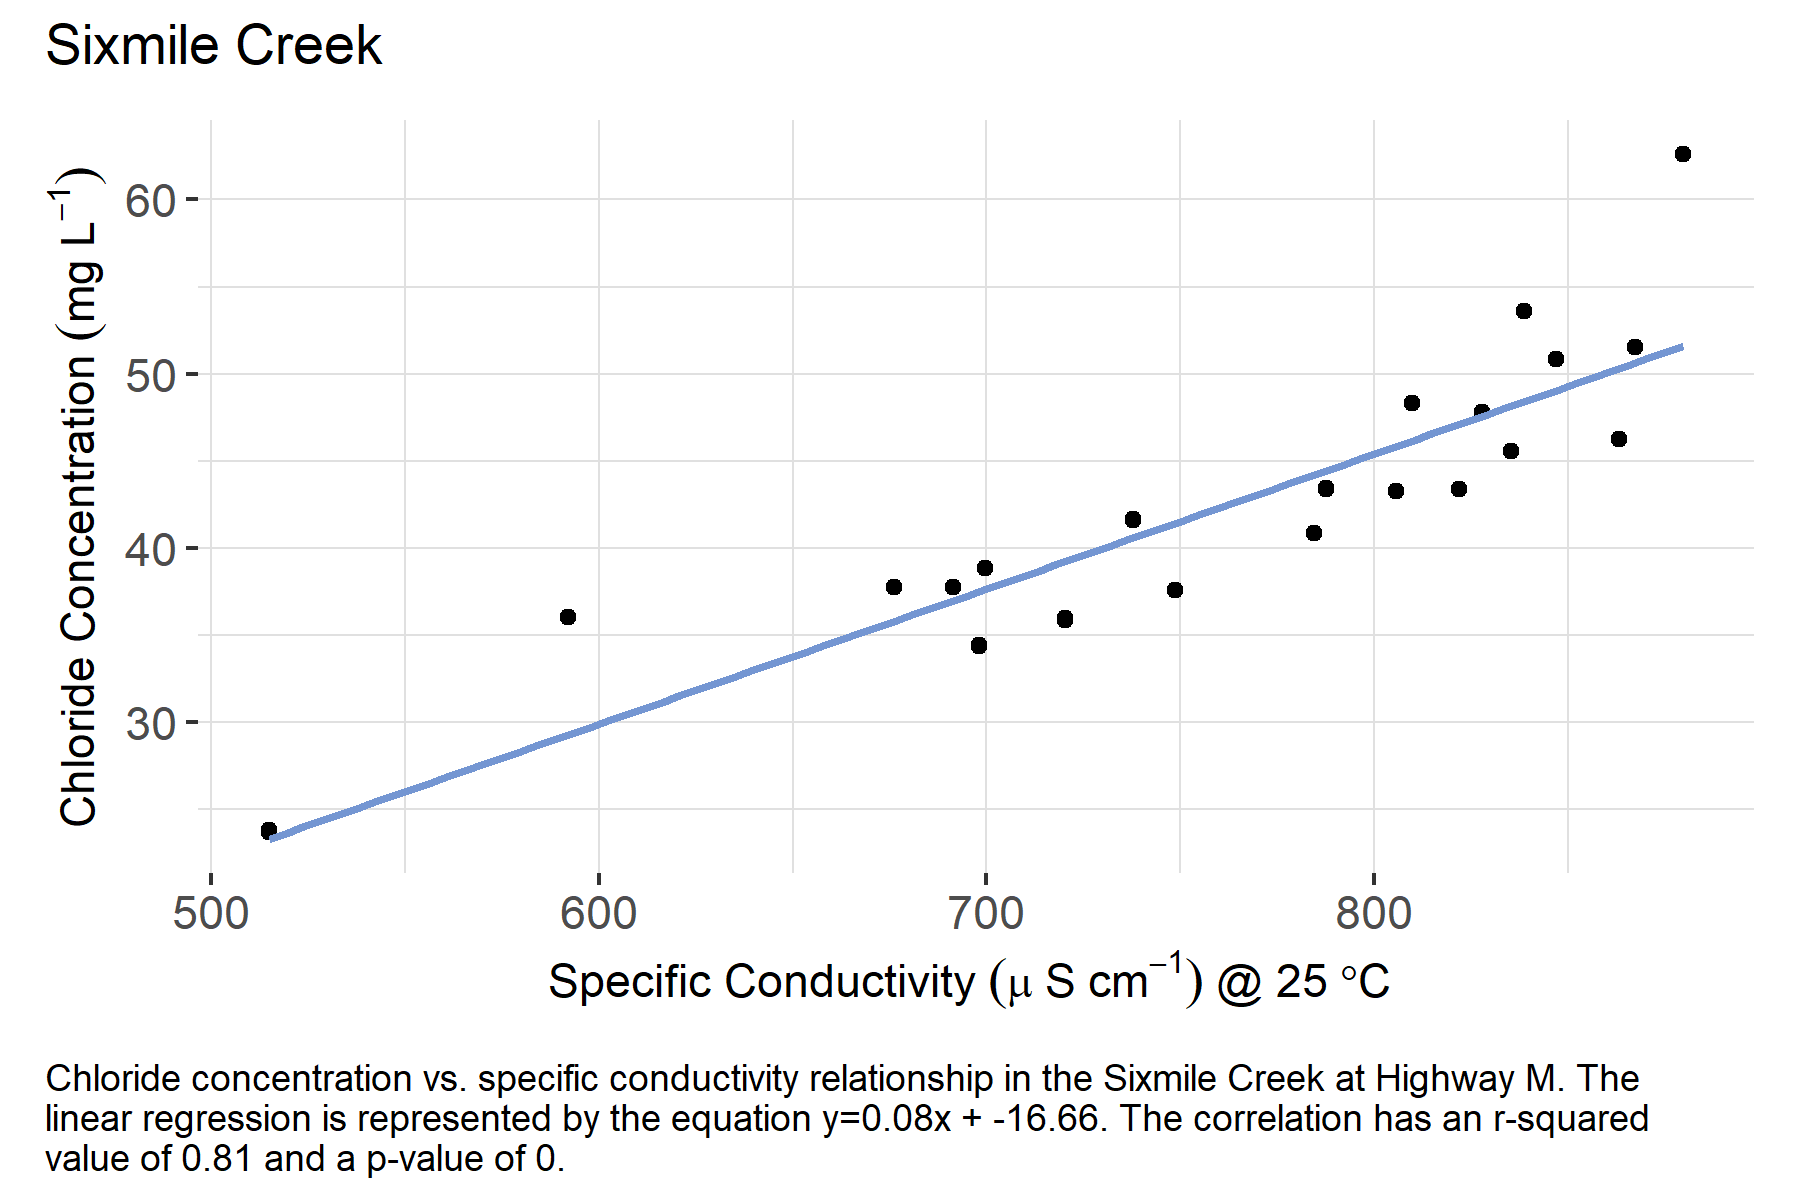 Sixmile Creek
Chloride Concentration (mg L⁻¹)
60
50
40
30
500 600 700 800
Specific Conductivity (μ S cm⁻¹) @ 25 °C
Chloride concentration vs. specific conductivity relationship in the Sixmile Creek at Highway M. The
linear regression is represented by the equation y=0.08x + -16.66. The correlation has an r-squared
value of 0.81 and a p-value of 0.